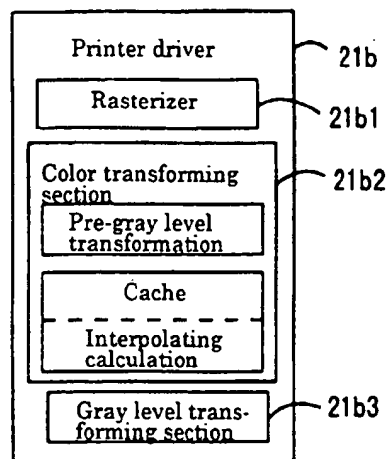 Printer driver
21b
Rasterizer
21b1
Color transforming
section
21b2
Pre-gray level
transformation
Cache
Interpolating
calculation
Gray level trans-
forming section
21b3